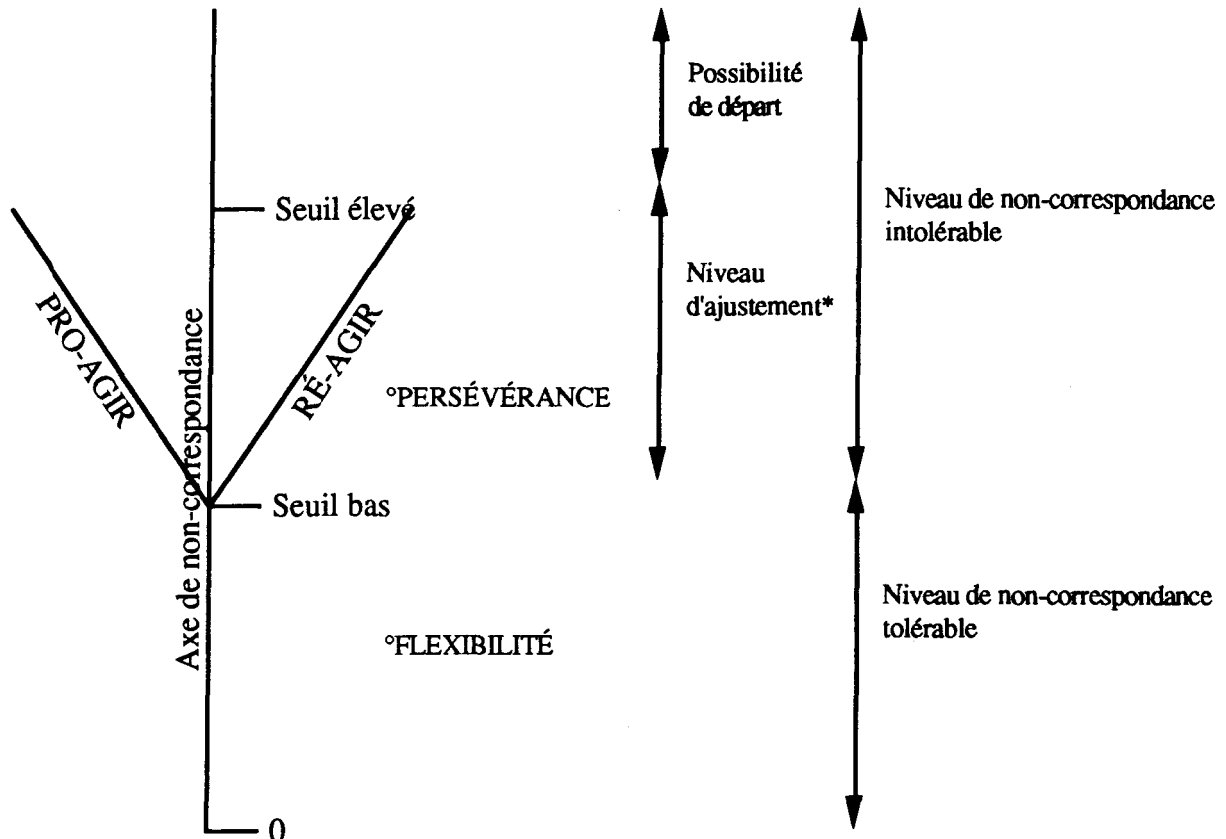 Possibilité
de départ
Seuil élevé
Niveau de non-correspondance
intolérable
Niveau
d'ajustement*
PRO-AGIR
RÉ-AGIR
Axe de non-correspondance
°PERSÉVÉRANCE
Seuil bas
Niveau de non-correspondance
tolérable
°FLEXIBILITÉ
0